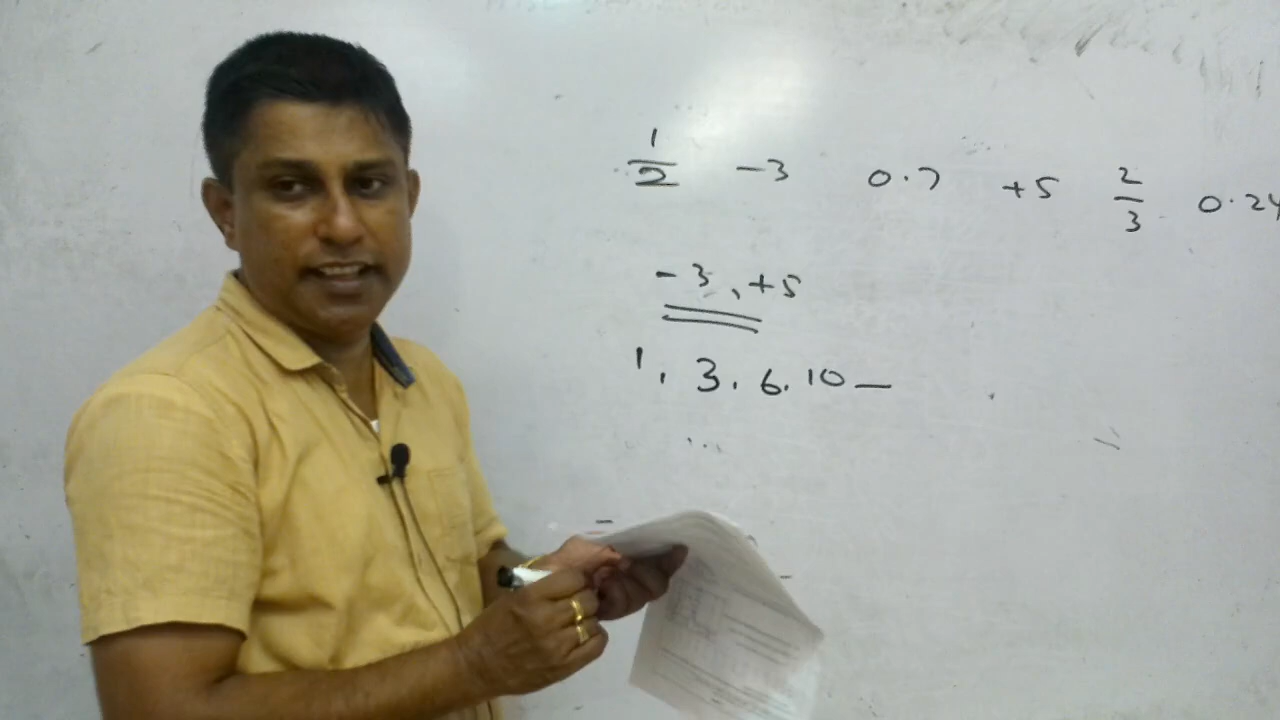 1/2 -3 0.7 +5 2/3 0.24
-3, +5
1, 3, 6, 10 _